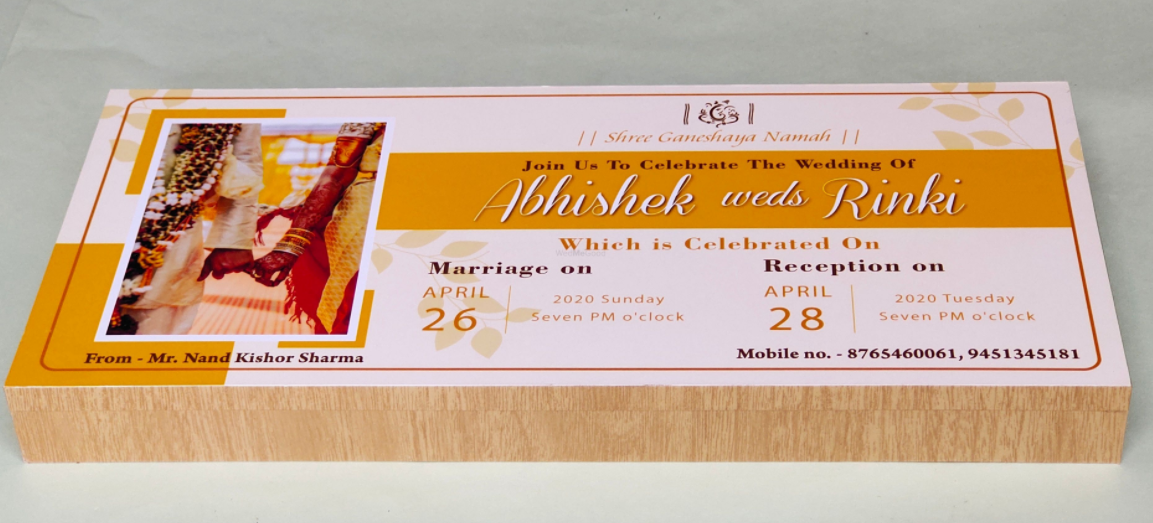 || Shree Ganeshaya Namah ||
Join Us To Celebrate The Wedding Of
Abhishek weds Rinki
Which is Celebrated On
Marriage on
APRIL
26
2020 Sunday
Seven PM o'clock
Reception on
APRIL
28
2020 Tuesday
Seven PM o'clock
From - Mr. Nand Kishor Sharma
Mobile no. - 8765460061, 9451345181